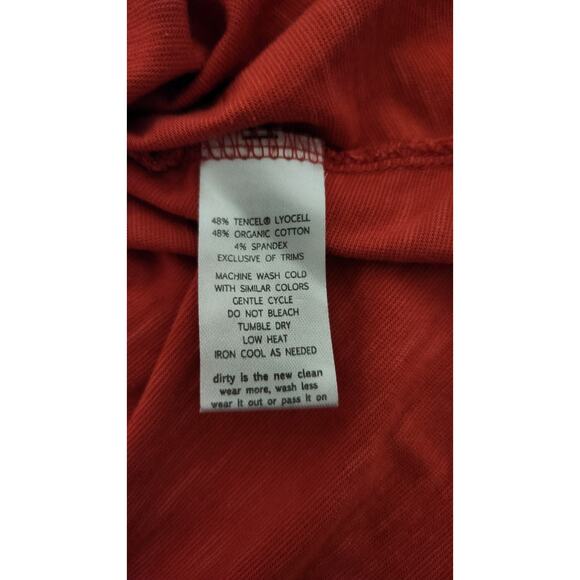 48% TENCEL® LYOCELL
48% ORGANIC COTTON
4% SPANDEX
EXCLUSIVE OF TRIMS
MACHINE WASH COLD
WITH SIMILAR COLORS
GENTLE CYCLE
DO NOT BLEACH
TUMBLE DRY
LOW HEAT
IRON COOL AS NEEDED
dirty is the new clean
wear more, wash less
wear it out or pass it on